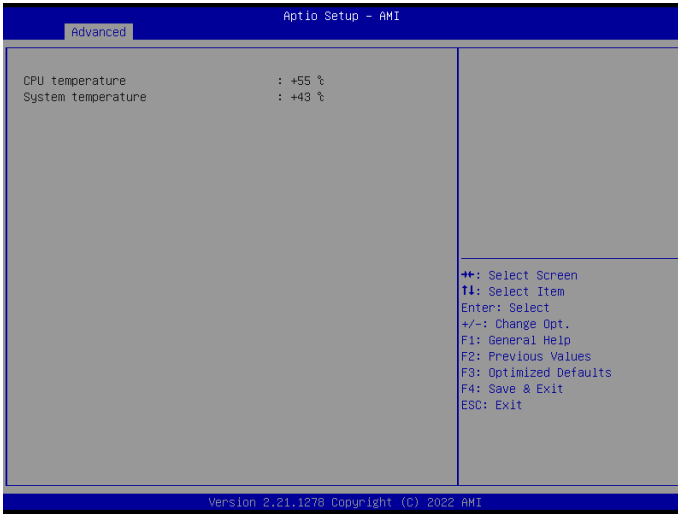 Aptio Setup - AMI
Advanced
CPU temperature : +55 ℃
System temperature : +43 ℃
→←: Select Screen
↑↓: Select Item
Enter: Select
+/-: Change Opt.
F1: General Help
F2: Previous Values
F3: Optimized Defaults
F4: Save & Exit
ESC: Exit
Version 2.21.1278 Copyright (C) 2022 AMI